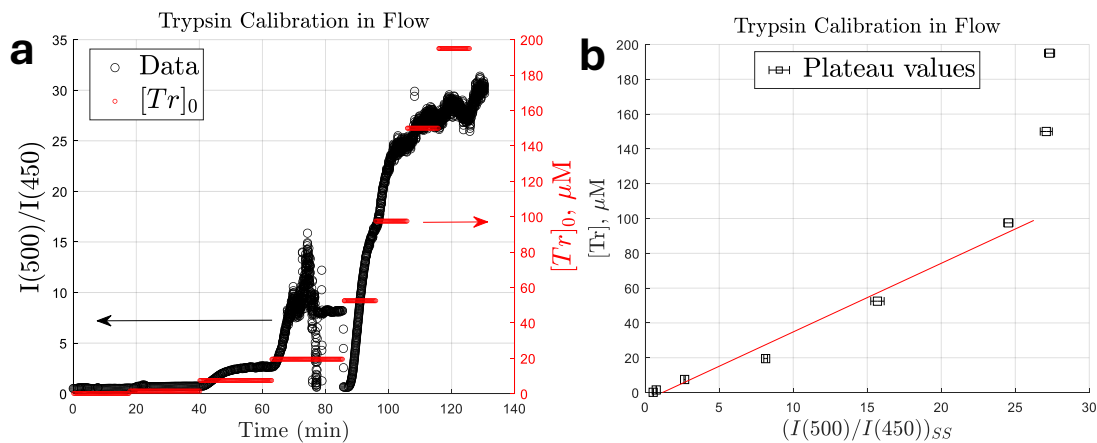 a
Trypsin Calibration in Flow
Data
[Tr]₀
I(500)/I(450)
35
30
25
20
15
10
5
0
0 20 40 60 80 100 120 140
Time (min)
200
180
160
140
120
100
80
60
40
20
0
[Tr]₀, μM
b
Trypsin Calibration in Flow
Plateau values
[Tr], μM
200
180
160
140
120
100
80
60
40
20
0
0 5 10 15 20 25 30
(I(500)/I(450))SS